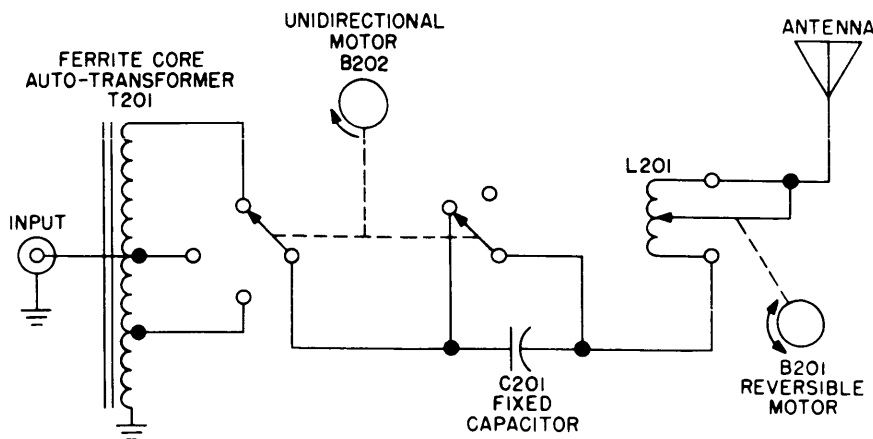 UNIDIRECTIONAL
MOTOR
B202
ANTENNA
FERRITE CORE
AUTO-TRANSFORMER
T201
L201
INPUT
C201
FIXED
CAPACITOR
B201
REVERSIBLE
MOTOR